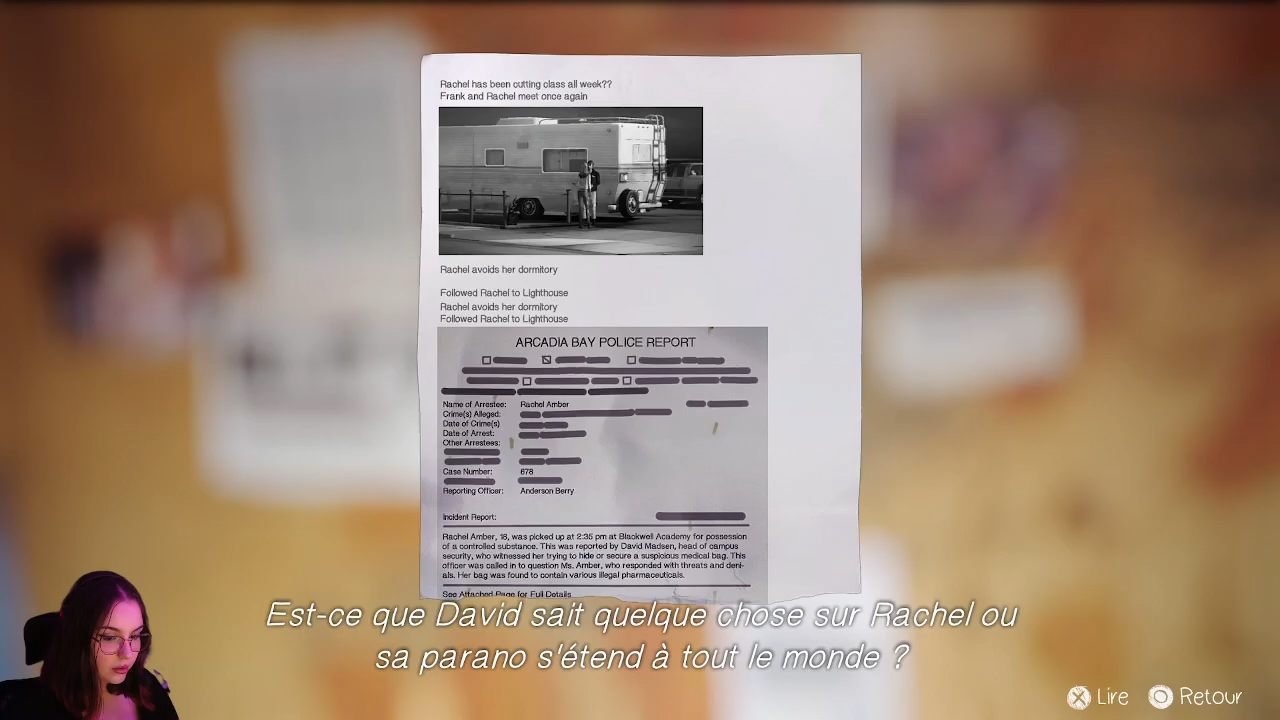 Rachel has been cutting class all week??
Frank and Rachel meet once again
Rachel avoids her dormitory
Followed Rachel to Lighthouse
Rachel avoids her dormitory
Followed Rachel to Lighthouse
ARCADIA BAY POLICE REPORT
Name of Arrestee: Rachel Amber
Crime(s) Alleged:
Date of Crime(s)
Date of Arrest:
Other Arrestees:
Case Number: 678
Reporting Officer: Anderson Berry
Incident Report:
Rachel Amber, 18, was picked up at 2:35 pm at Blackwell Academy for possession
of a controlled substance. This was reported by David Madsen, head of campus
security, who witnessed her trying to hide or secure a suspicious medical bag. This
officer was called in to question Ms. Amber, who responded with threats and deni-
als. Her bag was found to contain various illegal pharmaceuticals.
See Attached Page for Full Details
Est-ce que David sait quelque chose sur Rachel ou
sa parano s'étend à tout le monde ?
Lire Retour